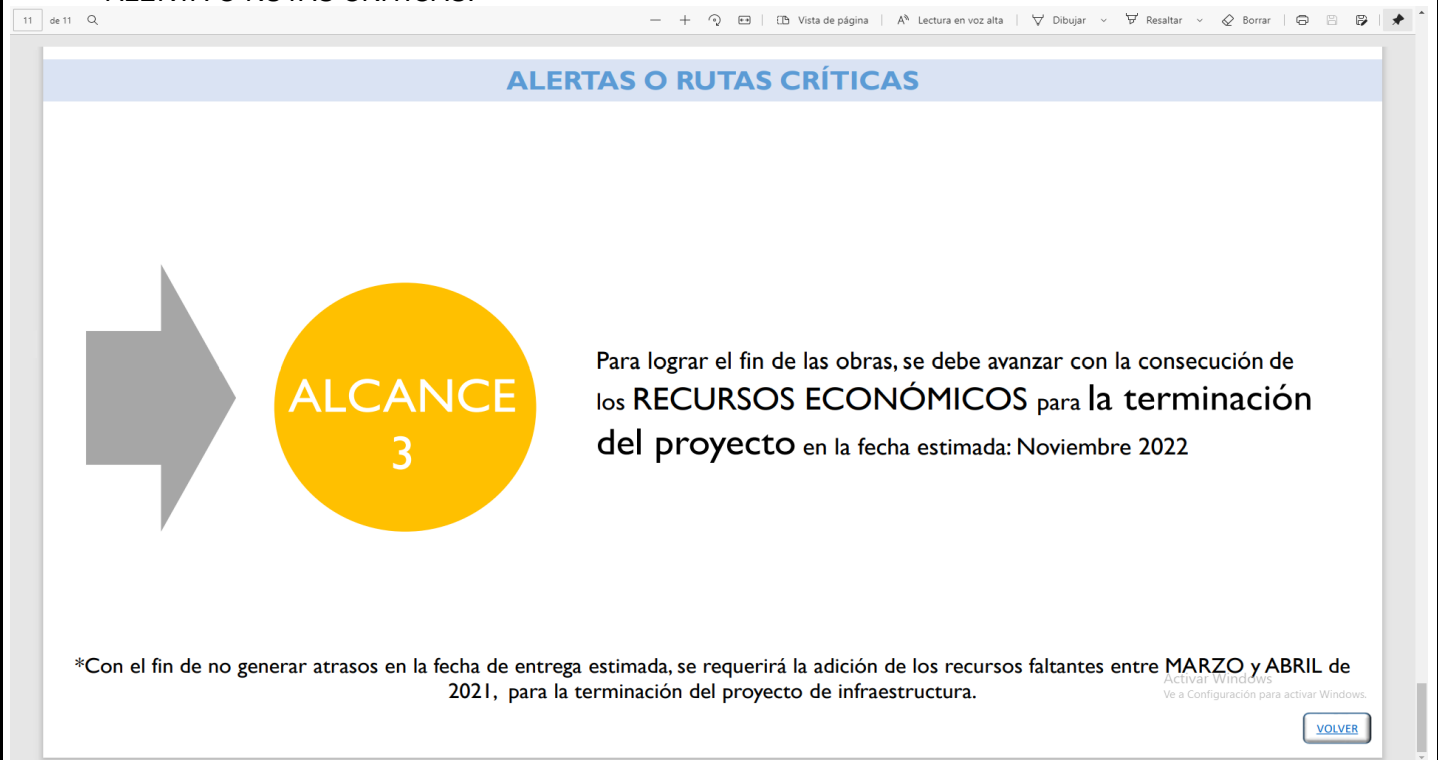 ALERTA O RUTAS CRÍTICAS.
11 de 11 Vista de página Lectura en voz alta Dibujar Resaltar Borrar
ALERTAS O RUTAS CRÍTICAS
ALCANCE
3
Para lograr el fin de las obras, se debe avanzar con la consecución de
los RECURSOS ECONÓMICOS para la terminación
del proyecto en la fecha estimada: Noviembre 2022
*Con el fin de no generar atrasos en la fecha de entrega estimada, se requerirá la adición de los recursos faltantes entre MARZO y ABRIL de
2021, para la terminación del proyecto de infraestructura.
Activar Windows
Ve a Configuración para activar Windows.
VOLVER